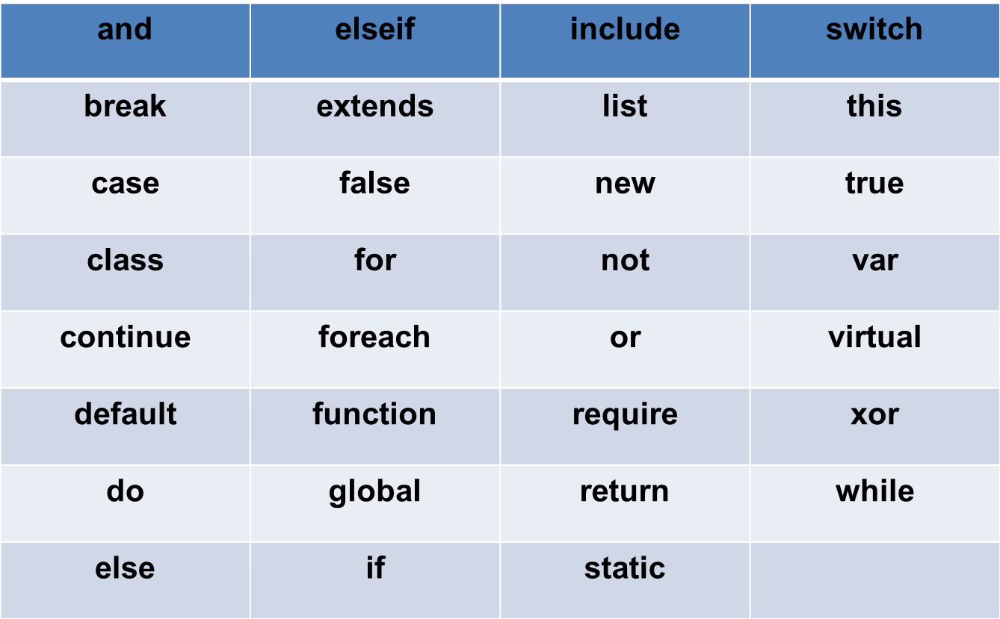 and elseif include switch
break extends list this
case false new true
class for not var
continue foreach or virtual
default function require xor
do global return while
else if static